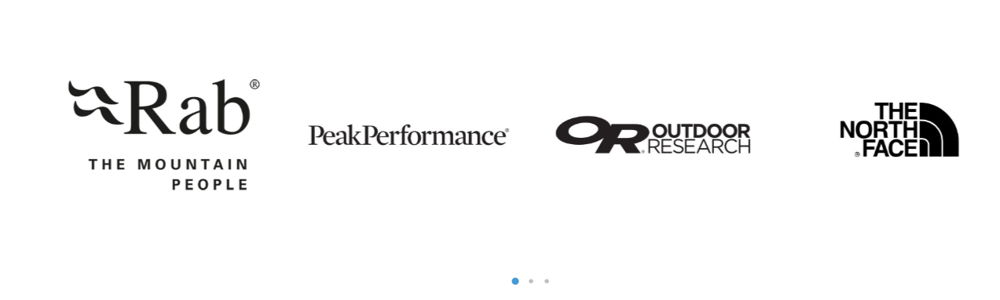 Rab®
THE MOUNTAIN
PEOPLE
PeakPerformance®
OR® OUTDOOR
RESEARCH
THE
NORTH
® FACE